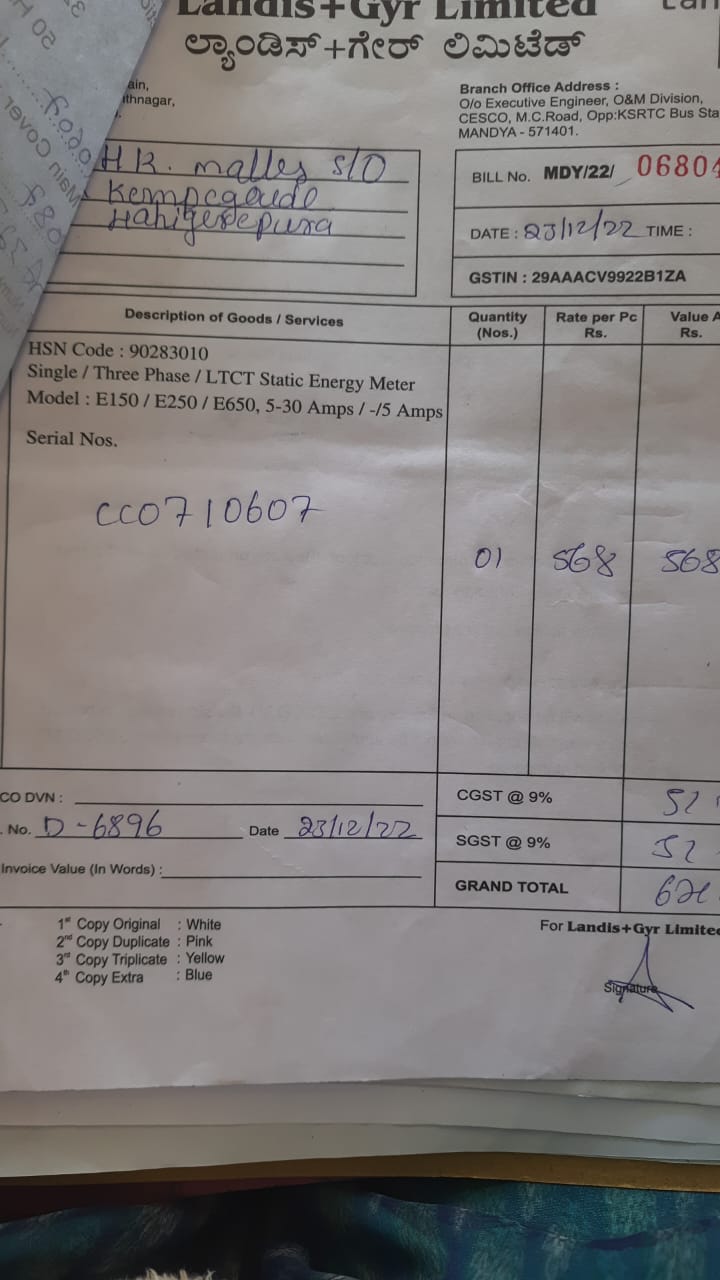 Landis+Gyr Limited
ಲ್ಯಾಂಡಿಸ್+ಗೇರ್ ಲಿಮಿಟೆಡ್
ain,
ithnagar,
Branch Office Address :
O/o Executive Engineer, O&M Division,
CESCO, M.C.Road, Opp:KSRTC Bus Sta
MANDYA - 571401.
H.R. malles S/O
Kempegoude
BILL No. MDY/22/ 06804
DATE : 23/12/22 TIME :
GSTIN : 29AAACV9922B1ZA
Description of Goods / Services Quantity (Nos.) Rate per Pc Rs. Value A Rs.
HSN Code : 90283010
Single / Three Phase / LTCT Static Energy Meter
Model : E150 / E250 / E650, 5-30 Amps / -/5 Amps
Serial Nos.
CC0710607
01 568 568
CO DVN :
. No. D-6896 Date 23/12/22
Invoice Value (In Words) :
CGST @ 9% 52
SGST @ 9% 52
GRAND TOTAL
1st Copy Original : White
2nd Copy Duplicate : Pink
3rd Copy Triplicate : Yellow
4th Copy Extra : Blue
For Landis+Gyr Limited
Signature